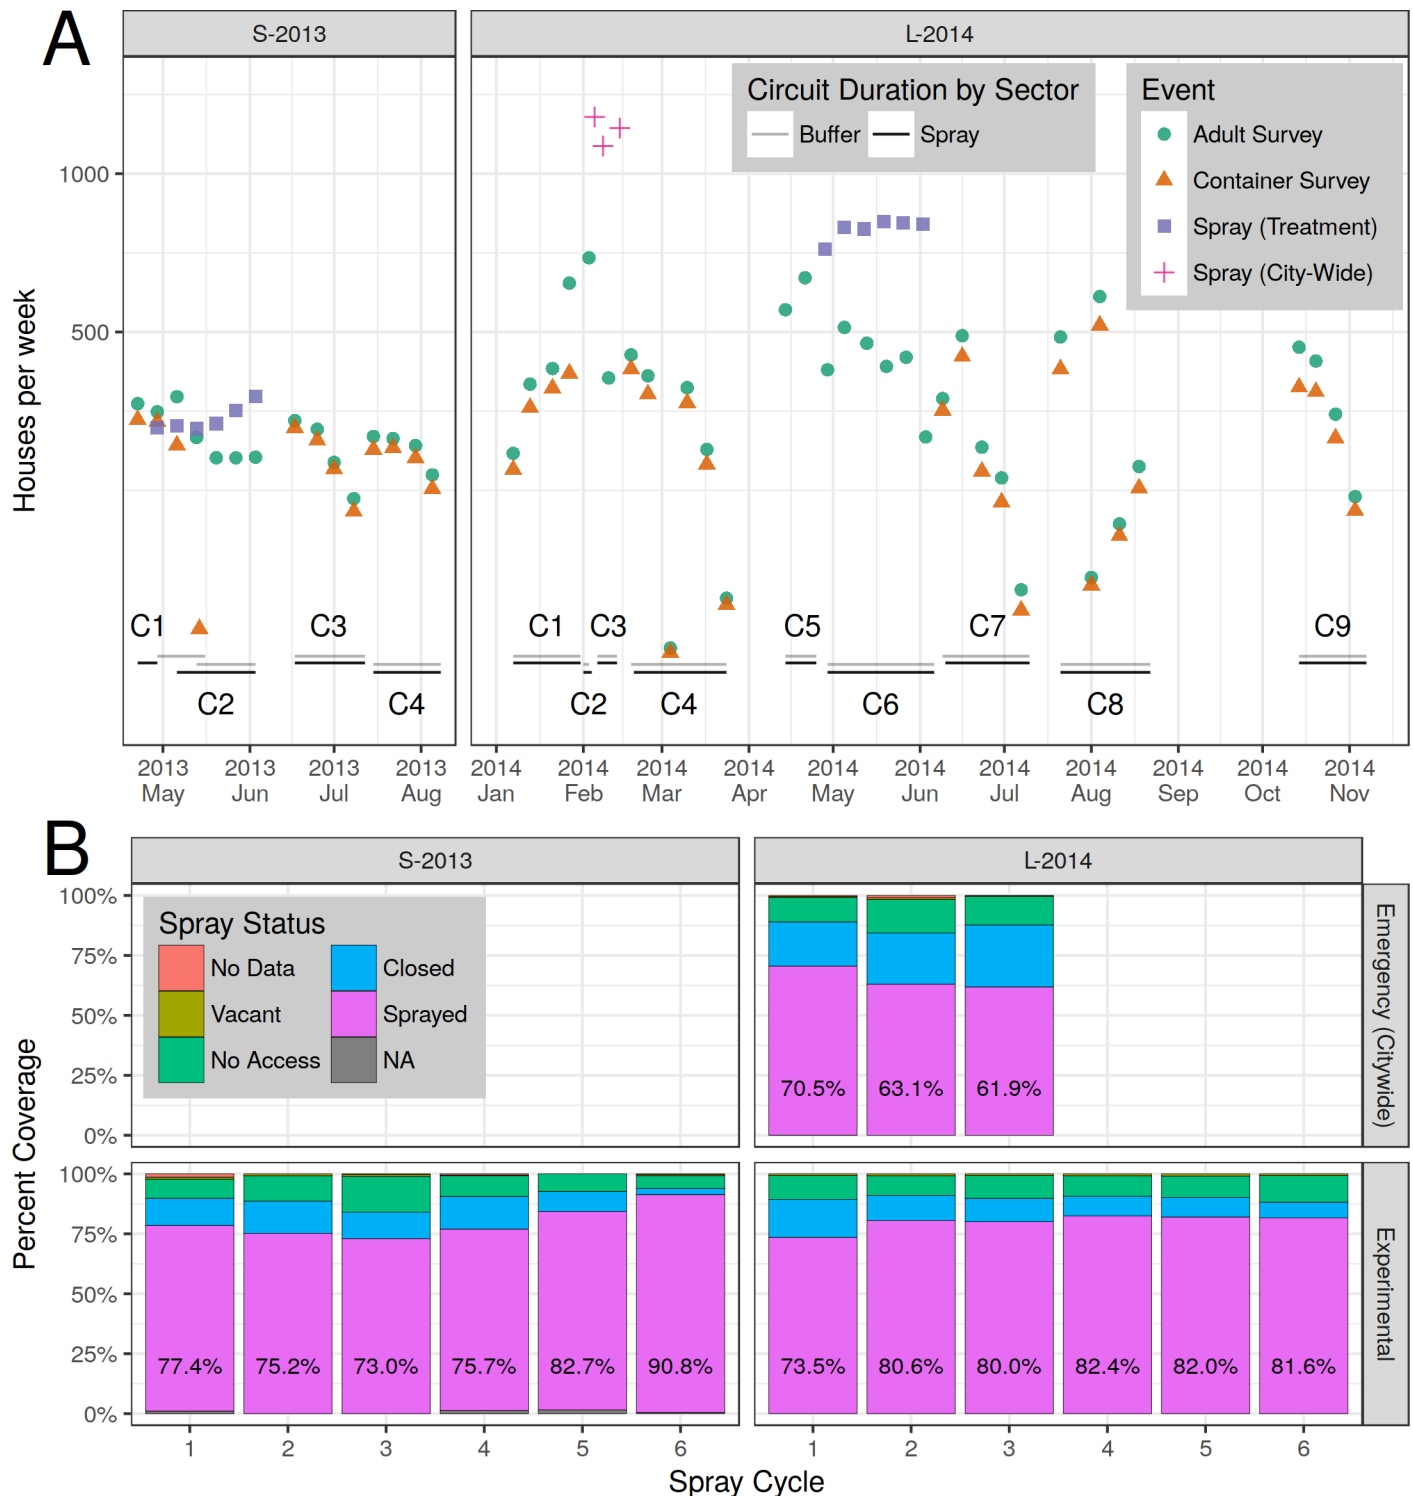 A
S-2013
L-2014
Circuit Duration by Sector
Buffer
Spray
Event
Adult Survey
Container Survey
Spray (Treatment)
Spray (City-Wide)
Houses per week
1000
500
C1
C2
C3
C4
C1
C2
C3
C4
C5
C6
C7
C8
C9
2013 2013 2013 2013
May Jun Jul Aug
2014 2014 2014 2014 2014 2014 2014 2014 2014 2014 2014
Jan Feb Mar Apr May Jun Jul Aug Sep Oct Nov
B
S-2013
L-2014
Spray Status
No Data
Closed
Vacant
Sprayed
No Access
NA
Percent Coverage
100%
75%
50%
25%
0%
70.5% 63.1% 61.9%
Emergency (Citywide)
100%
75%
50%
25%
0%
77.4% 75.2% 73.0% 75.7% 82.7% 90.8%
73.5% 80.6% 80.0% 82.4% 82.0% 81.6%
Experimental
1 2 3 4 5 6
1 2 3 4 5 6
Spray Cycle